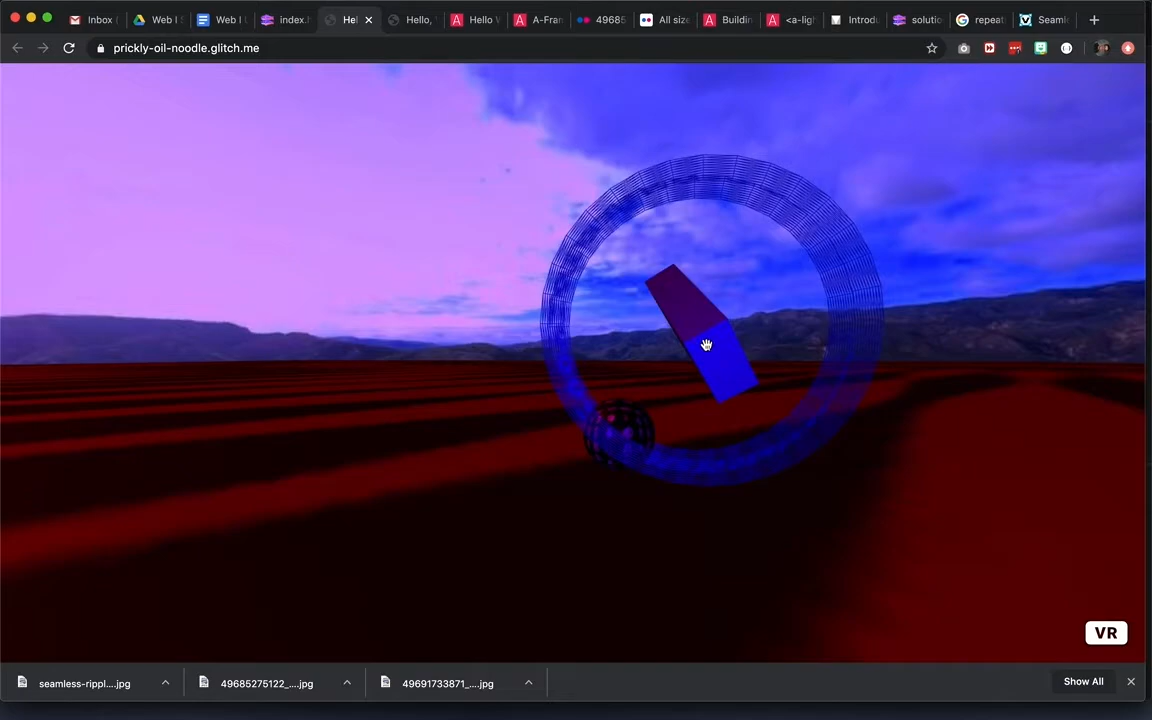 Inbox (
Web I S
Web I L
index.h
Hel
Hello,
Hello W
A-Fran
49685
All size
Buildin
<a-ligh
Introdu
solutio
repeat
Seamle
prickly-oil-noodle.glitch.me
VR
seamless-rippl....jpg
49685275122_....jpg
49691733871_....jpg
Show All